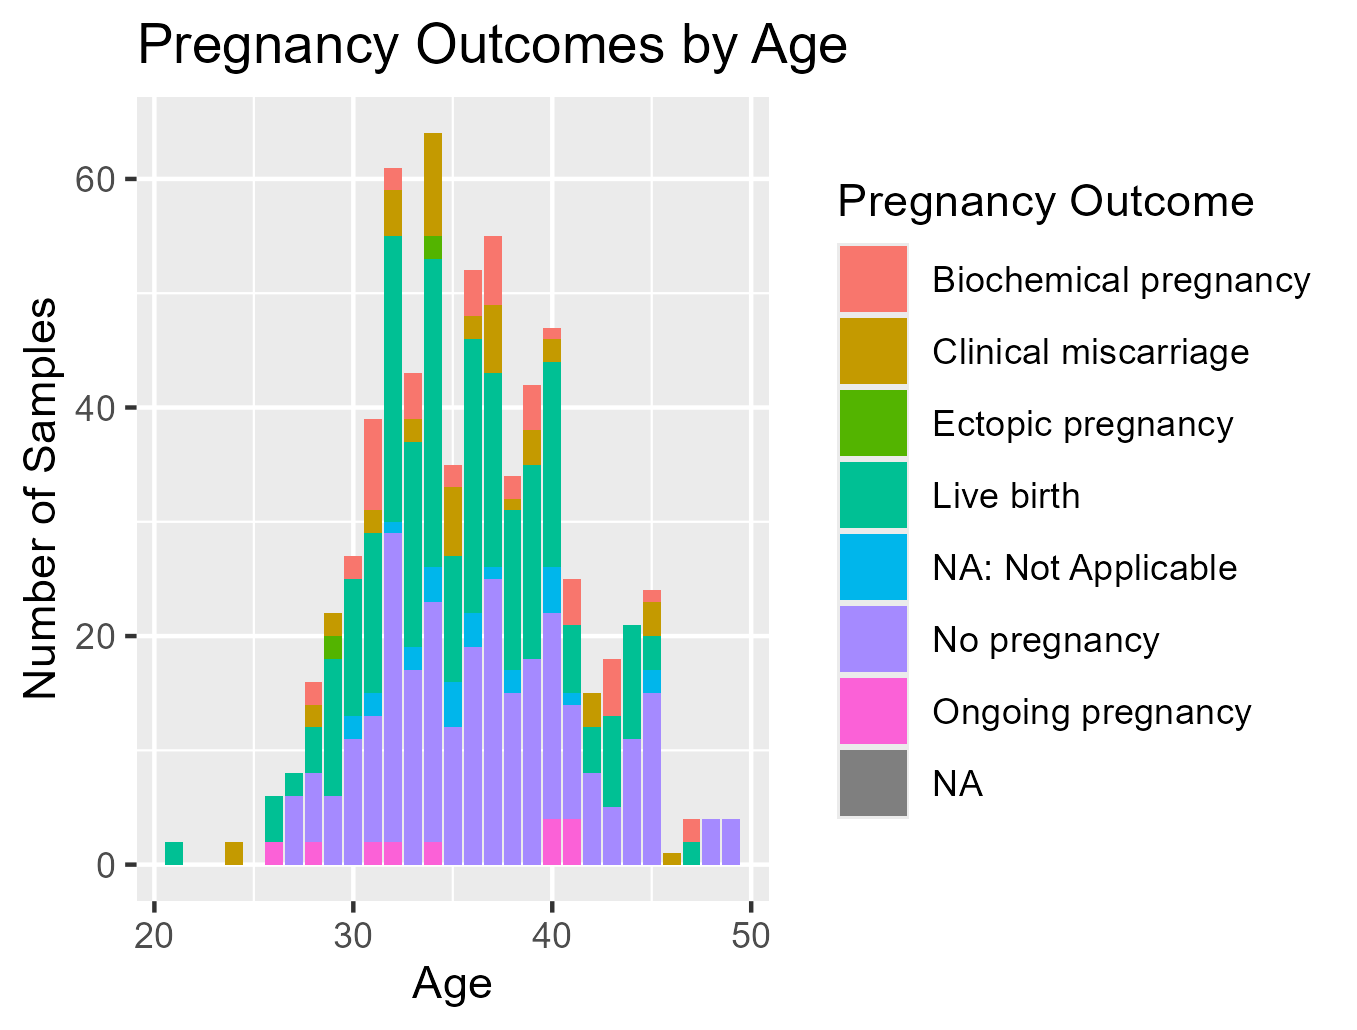 Pregnancy Outcomes by Age
Number of Samples
60
40
20
0
20 30 40 50
Age
Pregnancy Outcome
Biochemical pregnancy
Clinical miscarriage
Ectopic pregnancy
Live birth
NA: Not Applicable
No pregnancy
Ongoing pregnancy
NA